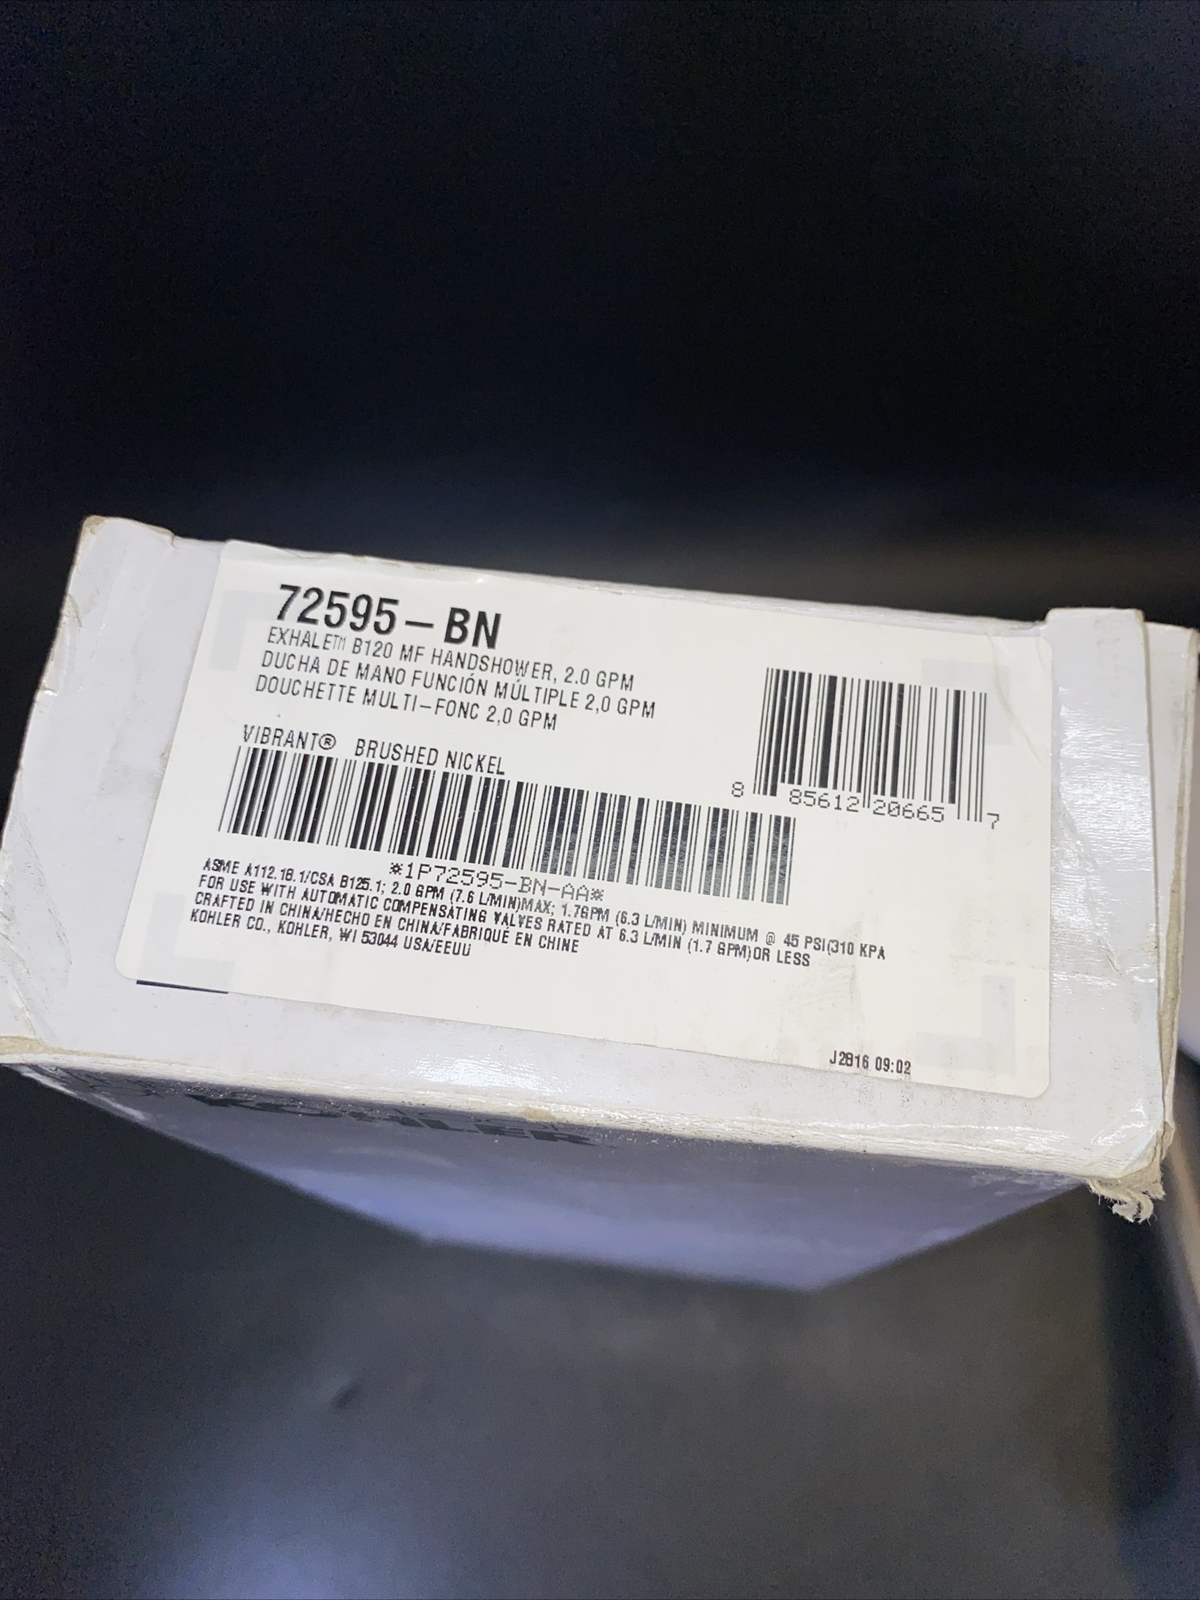 72595-BN
EXHALE™ B120 MF HANDSHOWER, 2.0 GPM
DUCHA DE MANO FUNCIÓN MÚLTIPLE 2,0 GPM
DOUCHETTE MULTI-FONC 2,0 GPM
VIBRANT® BRUSHED NICKEL
8 85612 20665 7
*1P72595-BN-AA*
ASME A112.18.1/CSA B125.1; 2.0 GPM (7.6 L/MIN)MAX; 1.7GPM (6.3 L/MIN) MINIMUM @ 45 PSI(310 KPA
FOR USE WITH AUTOMATIC COMPENSATING VALVES RATED AT 6.3 L/MIN (1.7 GPM)OR LESS
CRAFTED IN CHINA/HECHO EN CHINA/FABRIQUÉ EN CHINE
KOHLER CO., KOHLER, WI 53044 USA/EEUU
J2816 09:02
KOHLER